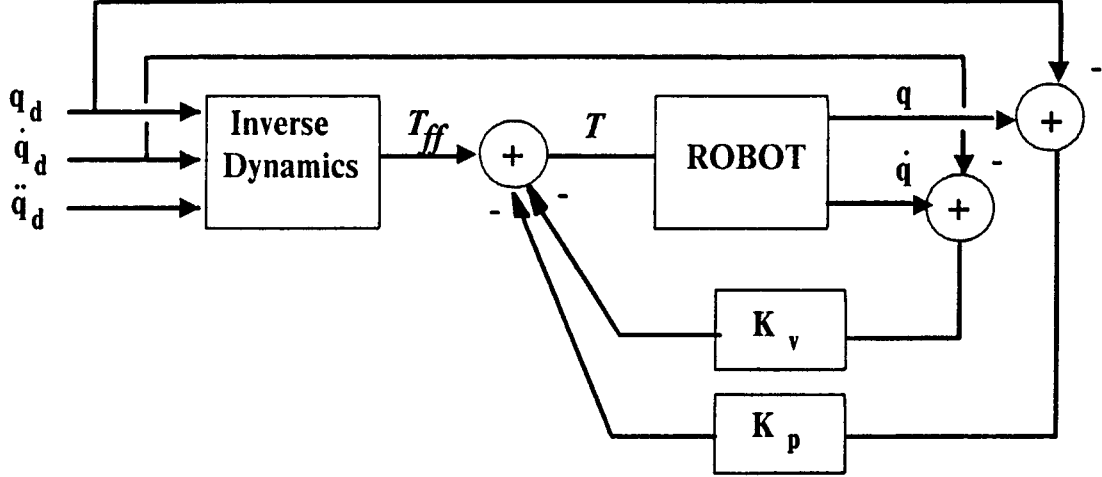 q_d
q̇_d
q̈_d
Inverse
Dynamics
T_ff
+
-
-
T
ROBOT
q
q̇
+
-
+
-
K_v
K_p